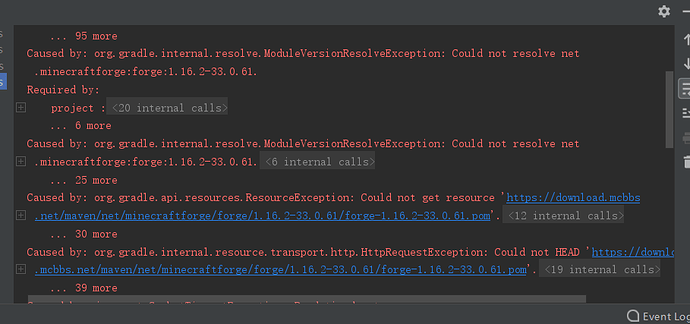 ... 95 more
Caused by: org.gradle.internal.resolve.ModuleVersionResolveException: Could not resolve net
.minecraftforge:forge:1.16.2-33.0.61.
Required by:
project : <20 internal calls>
... 6 more
Caused by: org.gradle.internal.resolve.ModuleVersionResolveException: Could not resolve net
.minecraftforge:forge:1.16.2-33.0.61. <6 internal calls>
... 25 more
Caused by: org.gradle.api.resources.ResourceException: Could not get resource 'https://download.mcbbs
.net/maven/net/minecraftforge/forge/1.16.2-33.0.61/forge-1.16.2-33.0.61.pom'. <12 internal calls>
... 30 more
Caused by: org.gradle.internal.resource.transport.http.HttpRequestException: Could not HEAD 'https://downl
.mcbbs.net/maven/net/minecraftforge/forge/1.16.2-33.0.61/forge-1.16.2-33.0.61.pom'. <19 internal calls>
... 39 more
Event Log